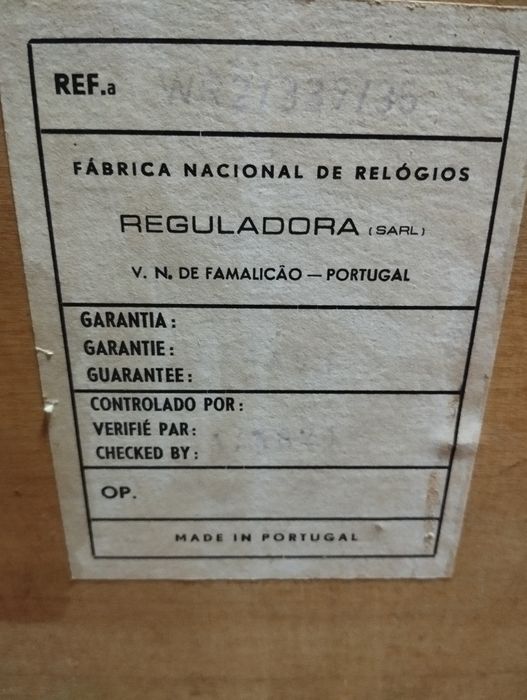 REF.a
FÁBRICA NACIONAL DE RELÓGIOS
REGULADORA (SARL)
V. N. DE FAMALICÃO — PORTUGAL
GARANTIA :
GARANTIE :
GUARANTEE :
CONTROLADO POR :
VERIFIÉ PAR :
CHECKED BY :
OP.
MADE IN PORTUGAL